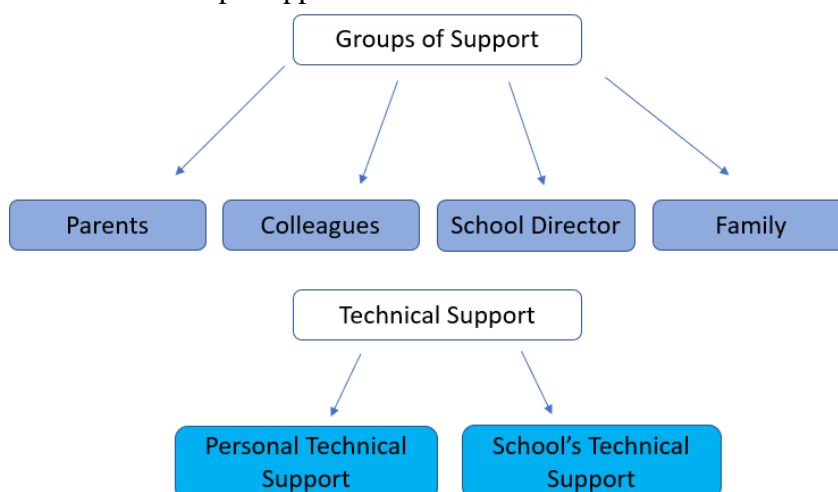 Groups of Support
Parents
Colleagues
School Director
Family
Technical Support
Personal Technical
Support
School's Technical
Support